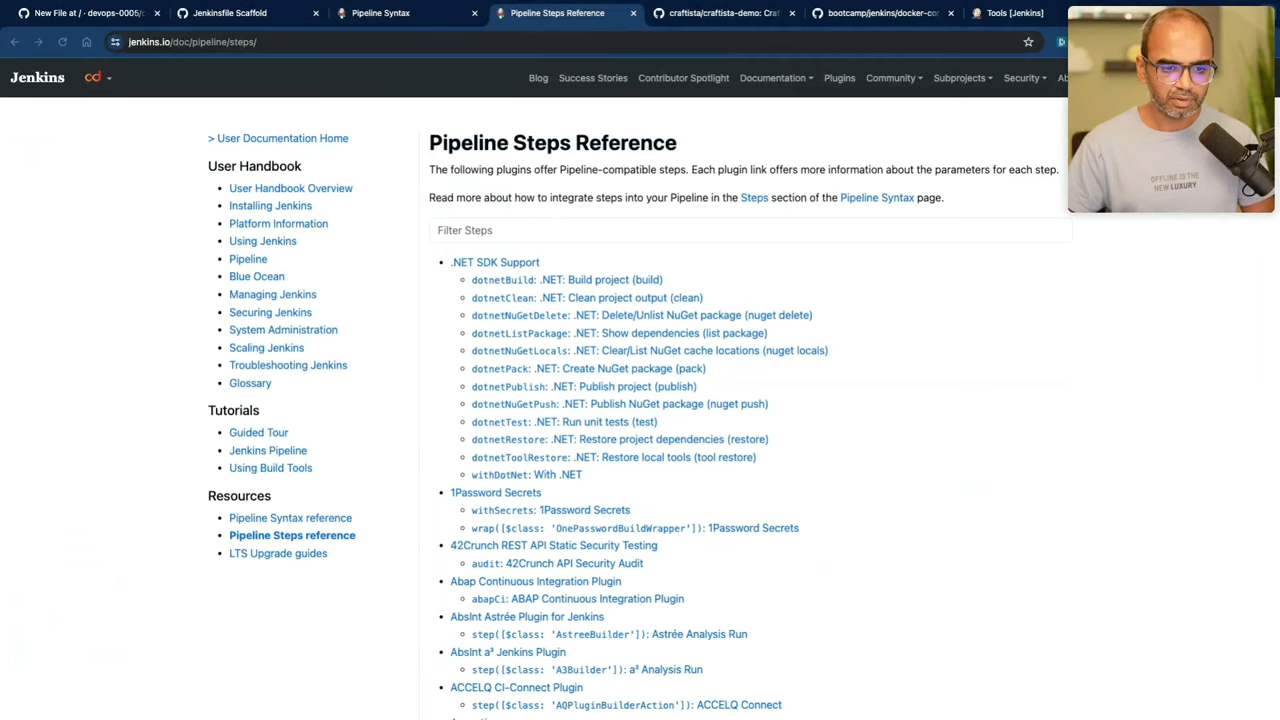 New File at / · devops-0005/c
Jenkinsfile Scaffold
Pipeline Syntax
Pipeline Steps Reference
craftista/craftista-demo: Craf
bootcamp/jenkins/docker-cor
Tools [Jenkins]
jenkins.io/doc/pipeline/steps/
Jenkins
cd
Blog
Success Stories
Contributor Spotlight
Documentation
Plugins
Community
Subprojects
Security
Ab
> User Documentation Home
User Handbook
User Handbook Overview
Installing Jenkins
Platform Information
Using Jenkins
Pipeline
Blue Ocean
Managing Jenkins
Securing Jenkins
System Administration
Scaling Jenkins
Troubleshooting Jenkins
Glossary
Tutorials
Guided Tour
Jenkins Pipeline
Using Build Tools
Resources
Pipeline Syntax reference
Pipeline Steps reference
LTS Upgrade guides
Pipeline Steps Reference
The following plugins offer Pipeline-compatible steps. Each plugin link offers more information about the parameters for each step.
Read more about how to integrate steps into your Pipeline in the Steps section of the Pipeline Syntax page.
Filter Steps
.NET SDK Support
dotnetBuild: .NET: Build project (build)
dotnetClean: .NET: Clean project output (clean)
dotnetNuGetDelete: .NET: Delete/Unlist NuGet package (nuget delete)
dotnetListPackage: .NET: Show dependencies (list package)
dotnetNuGetLocals: .NET: Clear/List NuGet cache locations (nuget locals)
dotnetPack: .NET: Create NuGet package (pack)
dotnetPublish: .NET: Publish project (publish)
dotnetNuGetPush: .NET: Publish NuGet package (nuget push)
dotnetTest: .NET: Run unit tests (test)
dotnetRestore: .NET: Restore project dependencies (restore)
dotnetToolRestore: .NET: Restore local tools (tool restore)
withDotNet: With .NET
1Password Secrets
withSecrets: 1Password Secrets
wrap([$class: 'OnePasswordBuildWrapper']): 1Password Secrets
42Crunch REST API Static Security Testing
audit: 42Crunch API Security Audit
Abap Continuous Integration Plugin
abapCi: ABAP Continuous Integration Plugin
AbsInt Astrée Plugin for Jenkins
step([$class: 'AstreeBuilder']): Astrée Analysis Run
AbsInt a³ Jenkins Plugin
step([$class: 'A3Builder']): a³ Analysis Run
ACCELQ CI-Connect Plugin
step([$class: 'AQPluginBuilderAction']): ACCELQ Connect
OFFLINE IS THE
NEW LUXURY